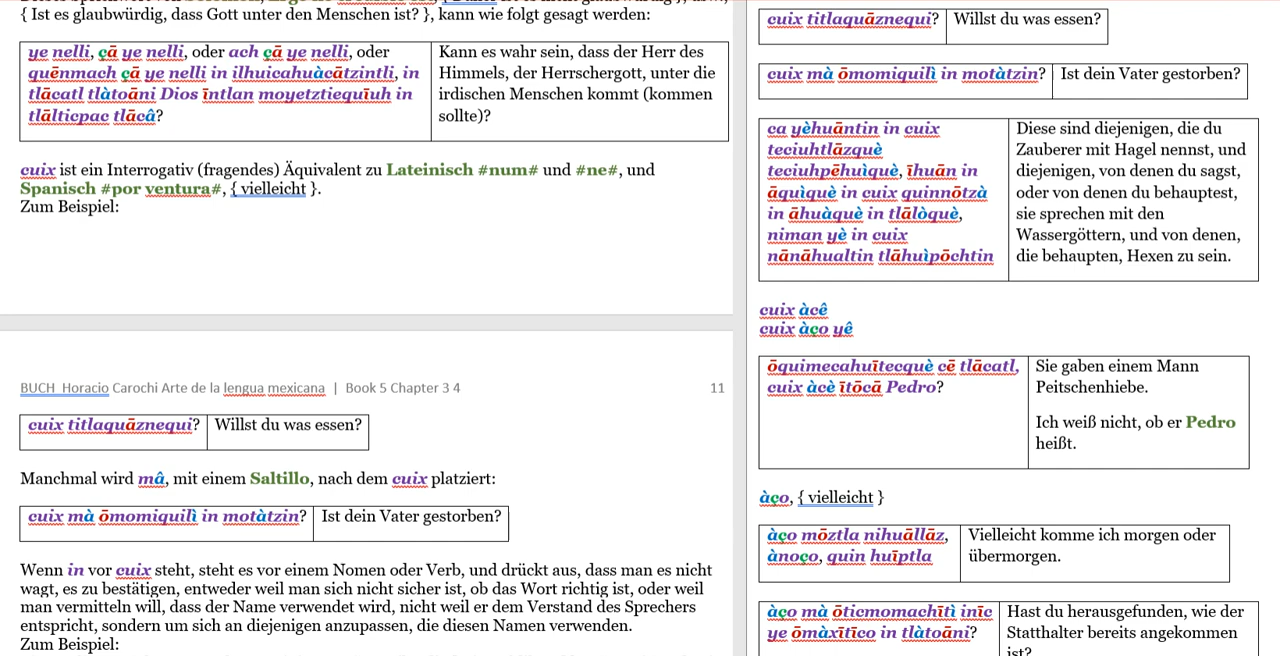 { Ist es glaubwürdig, dass Gott unter den Menschen ist? }, kann wie folgt gesagt werden:
ye nelli, çā ye nelli, oder ach çā ye nelli, oder
quēnmach çā ye nelli in ilhuicahuàcātzintli, in
tlācatl tlàtoāni Dios īntlan moyetztiequīuh in
tlālticpac tlācâ?
Kann es wahr sein, dass der Herr des
Himmels, der Herrschergott, unter die
irdischen Menschen kommt (kommen
sollte)?
cuix ist ein Interrogativ (fragendes) Äquivalent zu Lateinisch #num# und #ne#, und
Spanisch #por ventura#, { vielleicht }.
Zum Beispiel:
BUCH Horacio Carochi Arte de la lengua mexicana | Book 5 Chapter 3 4
11
cuix titlaquāznequi?
Willst du was essen?
Manchmal wird mâ, mit einem Saltillo, nach dem cuix platziert:
cuix mà ōmomiquilì in motàtzin?
Ist dein Vater gestorben?
Wenn in vor cuix steht, steht es vor einem Nomen oder Verb, und drückt aus, dass man es nicht
wagt, es zu bestätigen, entweder weil man sich nicht sicher ist, ob das Wort richtig ist, oder weil
man vermitteln will, dass der Name verwendet wird, nicht weil er dem Verstand des Sprechers
entspricht, sondern um sich an diejenigen anzupassen, die diesen Namen verwenden.
Zum Beispiel:
cuix titlaquāznequi?
Willst du was essen?
cuix mà ōmomiquilì in motàtzin?
Ist dein Vater gestorben?
ca yèhuāntin in cuix
teciuhtlāzquè
teciuhpēhuìquè, īhuān in
āquìquè in cuix quinnōtzà
in āhuàquè in tlālòquè,
niman yè in cuix
nānāhualtin tlāhuìpōchtin
Diese sind diejenigen, die du
Zauberer mit Hagel nennst, und
diejenigen, von denen du sagst,
oder von denen du behauptest,
sie sprechen mit den
Wassergöttern, und von denen,
die behaupten, Hexen zu sein.
cuix àcê
cuix àço yê
ōquimecahuītecquè cē tlācatl,
cuix àcè ītōcā Pedro?
Sie gaben einem Mann
Peitschenhiebe.
Ich weiß nicht, ob er Pedro
heißt.
àço, { vielleicht }
àço mōztla nihuāllāz,
ànoço, quin huīptla
Vielleicht komme ich morgen oder
übermorgen.
àço mà ōticmomachītì inīc
ye ōmàxītīco in tlàtoāni?
Hast du herausgefunden, wie der
Statthalter bereits angekommen
ist?